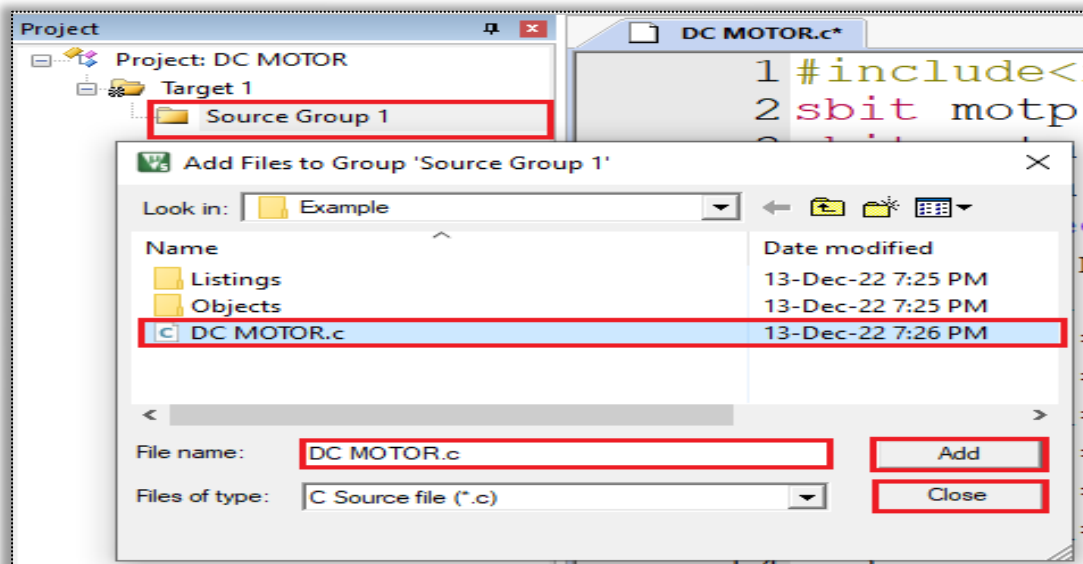 Project
Project: DC MOTOR
Target 1
Source Group 1
DC MOTOR.c*
1 #include<
2 sbit motp
Add Files to Group 'Source Group 1'
Look in: Example
Name Date modified
Listings 13-Dec-22 7:25 PM
Objects 13-Dec-22 7:25 PM
DC MOTOR.c 13-Dec-22 7:26 PM
File name: DC MOTOR.c Add
Files of type: C Source file (*.c) Close